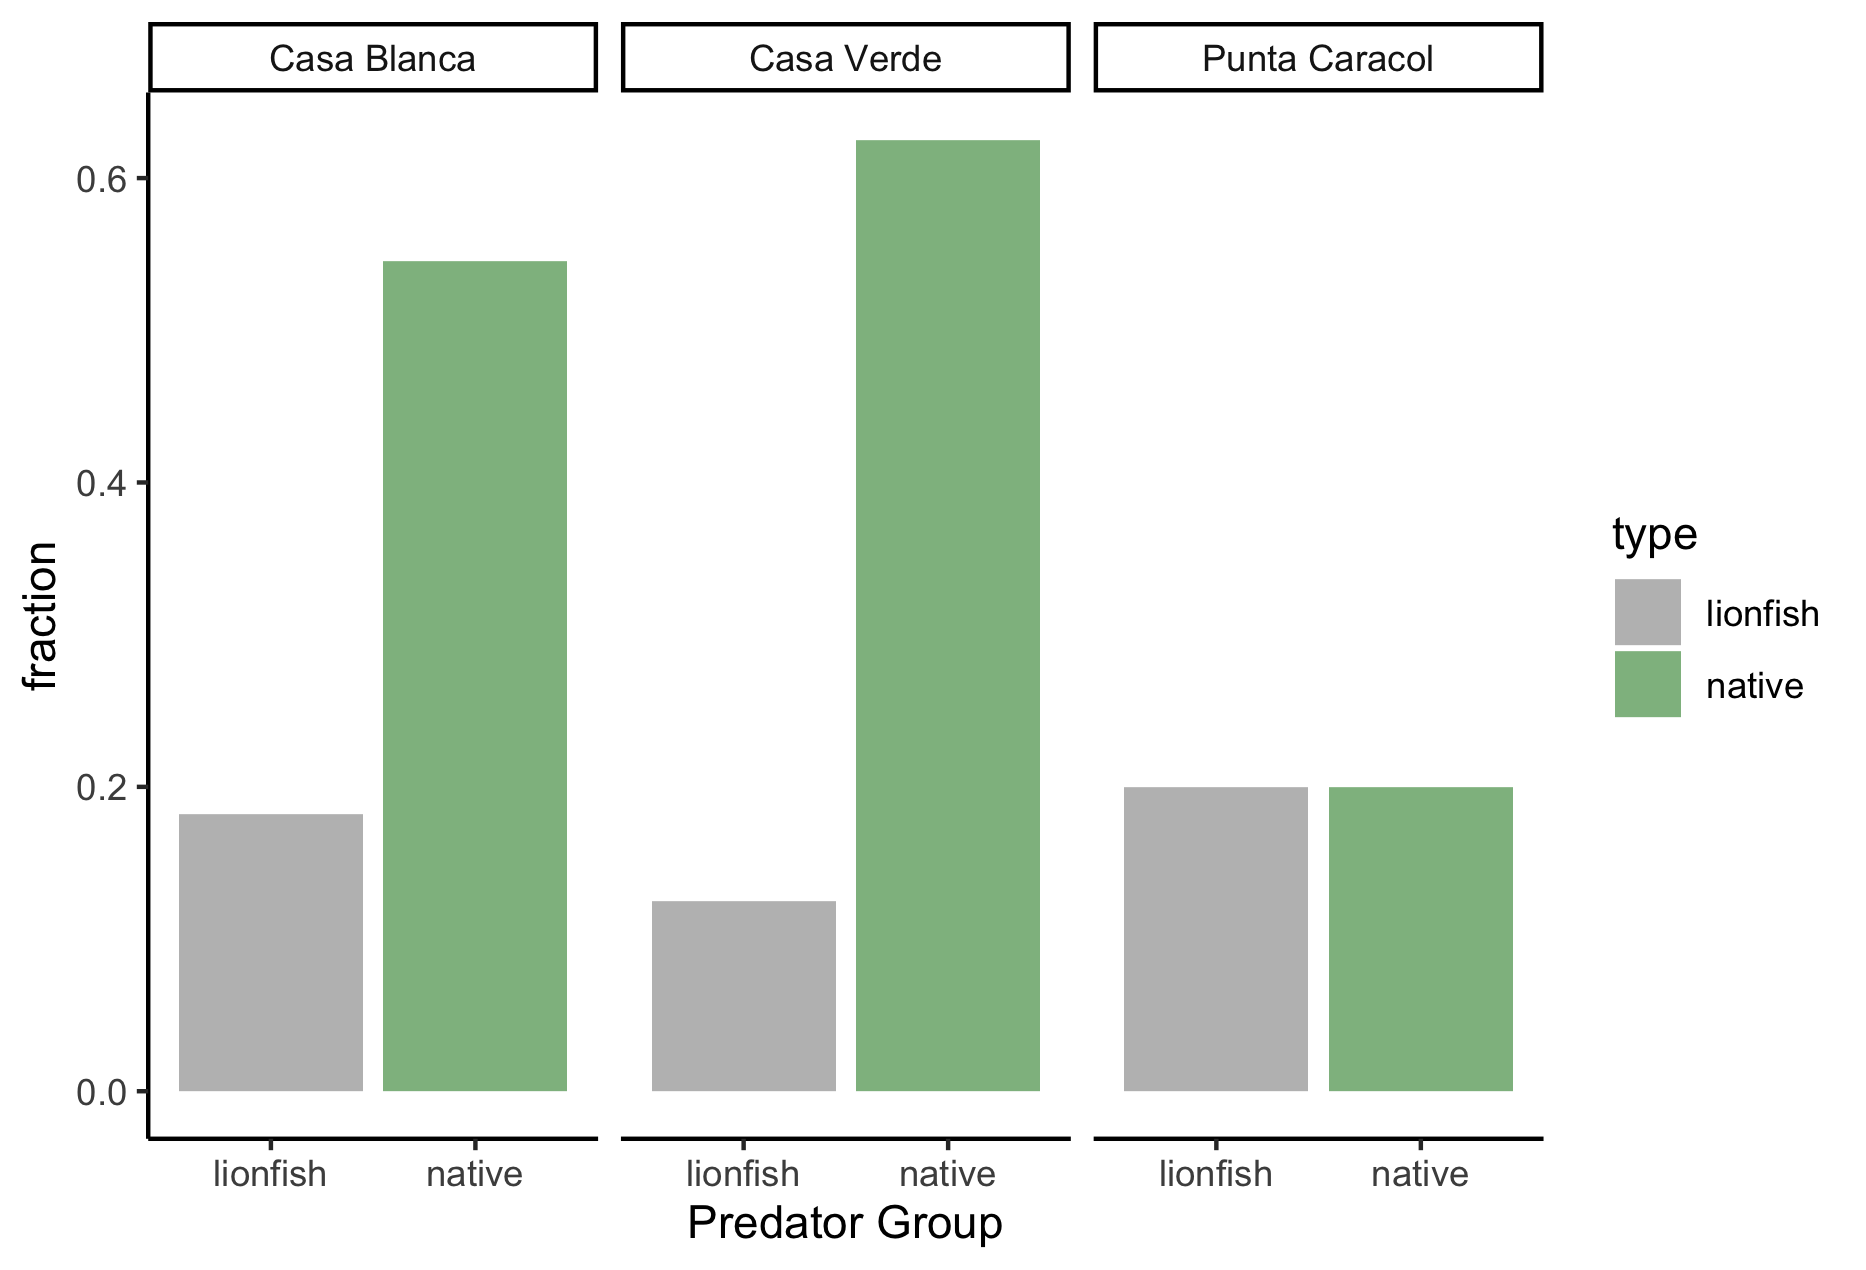 Casa Blanca
Casa Verde
Punta Caracol
0.6
0.4
0.2
0.0
fraction
lionfish
native
lionfish
native
lionfish
native
Predator Group
type
lionfish
native